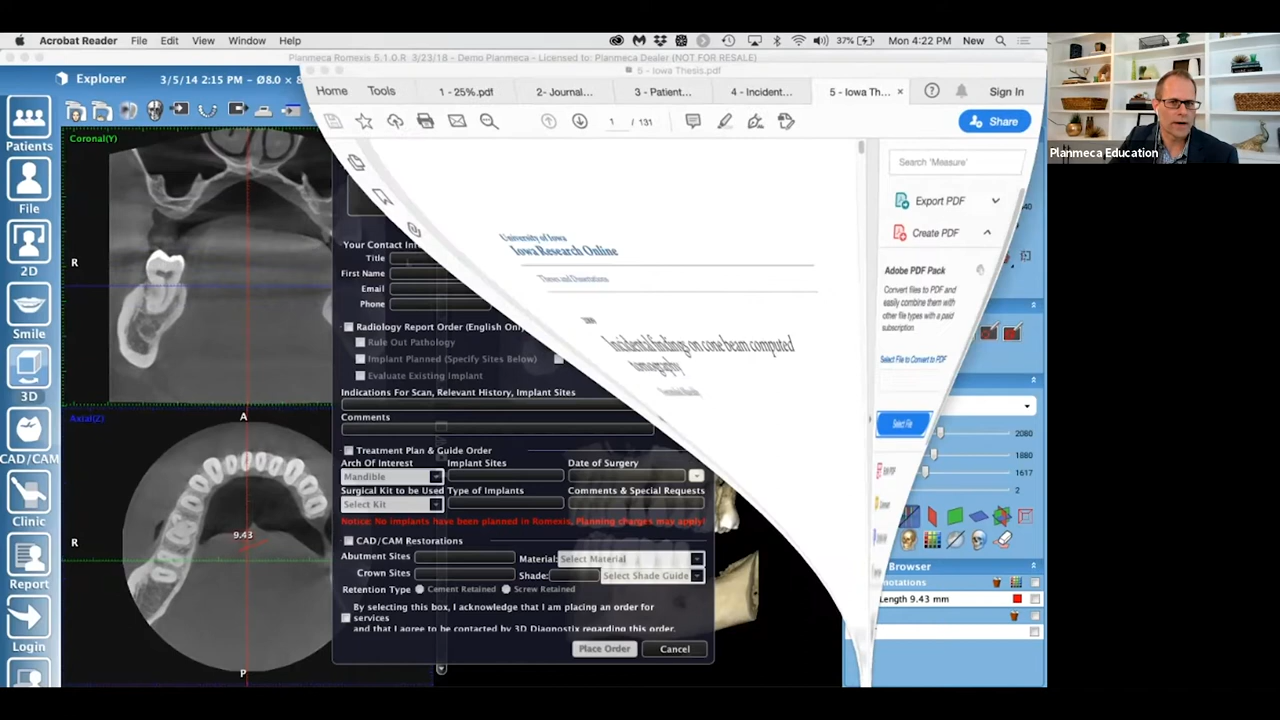 Acrobat Reader File Edit View Window Help 37% Mon 4:22 PM New
Planmeca Romexis 5.1.0.R 3/23/18 - Demo Planmeca - Licensed to: Planmeca Dealer (NOT FOR RESALE)
5 - Iowa Thesis.pdf
Explorer 3/5/14 2:15 PM - Ø8.0 ×
Home Tools 1 - 25%.pdf 2- Journal... 3 - Patient... 4 - Incident... 5 - Iowa Th... × Sign In
1 / 131 Share
Patients
File
2D
Smile
3D
CAD/CAM
Clinic
Report
Login
Coronal(Y)
R
A
Axial(Z)
R
9.43
P
Your Contact In
Title
First Name
Email
Phone
Radiology Report Order (English Onl
Rule Out Pathology
Implant Planned (Specify Sites Below)
Evaluate Existing Implant
Indications For Scan, Relevant History, Implant Sites
Comments
Treatment Plan & Guide Order
Arch Of Interest Implant Sites Date of Surgery
Mandible
Surgical Kit to be Used Type of Implants Comments & Special Requests
Select Kit
Notice: No implants have been planned in Romexis. Planning charges may apply!
CAD/CAM Restorations
Abutment Sites Material: Select Material
Crown Sites Shade: Select Shade Guide
Retention Type Cement Retained Screw Retained
By selecting this box, I acknowledge that I am placing an order for
services
and that I agree to be contacted by 3D Diagnostix regarding this order.
Place Order Cancel
University of Iowa
Iowa Research Online
Theses and Dissertations
Incidental findings on cone beam computed
tomography
Search 'Measure'
Export PDF
Create PDF
Adobe PDF Pack
Convert files to PDF and
easily combine them with
other file types with a paid
subscription
Select File to Convert to PDF
Select File
40
2080
1880
1617
2
Browser
notations
Length 9.43 mm
Planmeca Education